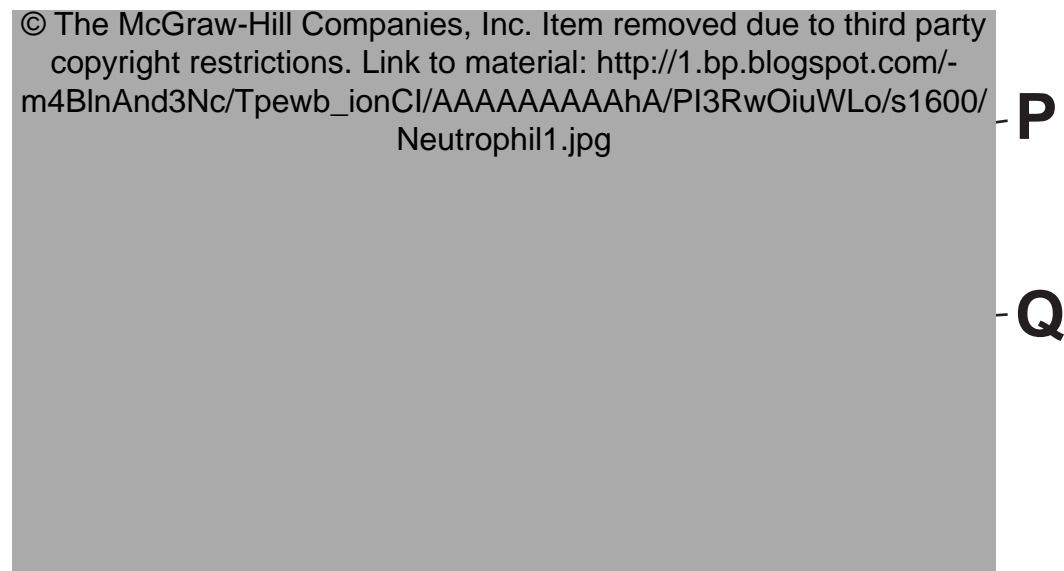 © The McGraw-Hill Companies, Inc. Item removed due to third party
copyright restrictions. Link to material: http://1.bp.blogspot.com/-
m4BlnAnd3Nc/Tpewb_ionCI/AAAAAAAAAhA/PI3RwOiuWLo/s1600/
Neutrophil1.jpg
P
Q